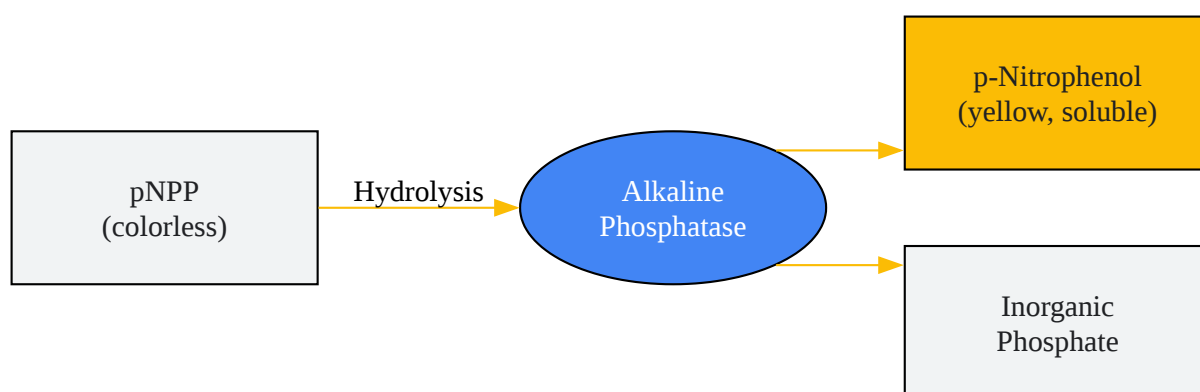 pNPP
(colorless)
Hydrolysis
Alkaline
Phosphatase
p-Nitrophenol
(yellow, soluble)
Inorganic
Phosphate